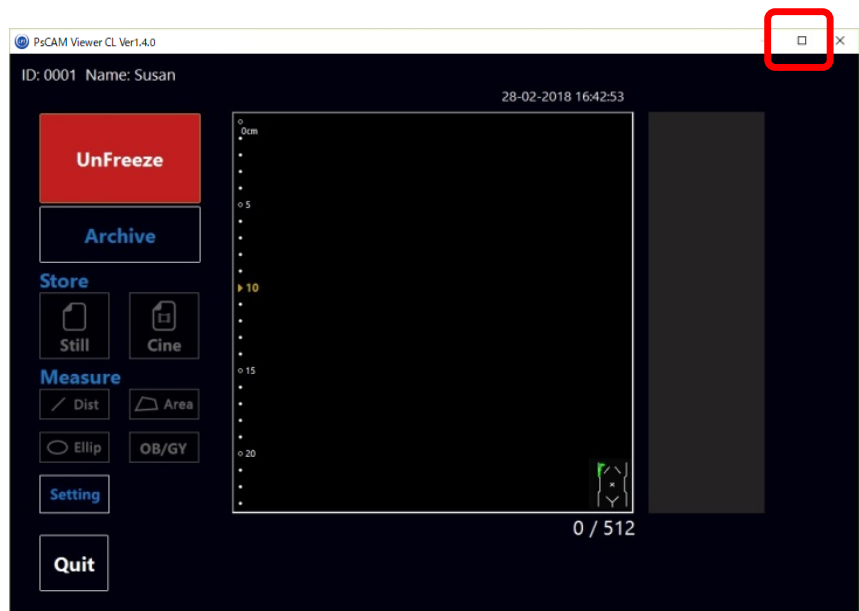 PsCAM Viewer CL Ver1.4.0
ID: 0001 Name: Susan
28-02-2018 16:42:53
UnFreeze
Archive
Store
Still
Cine
Measure
Dist
Area
Ellip
OB/GY
Setting
Quit
0cm
5
10
15
20
0 / 512